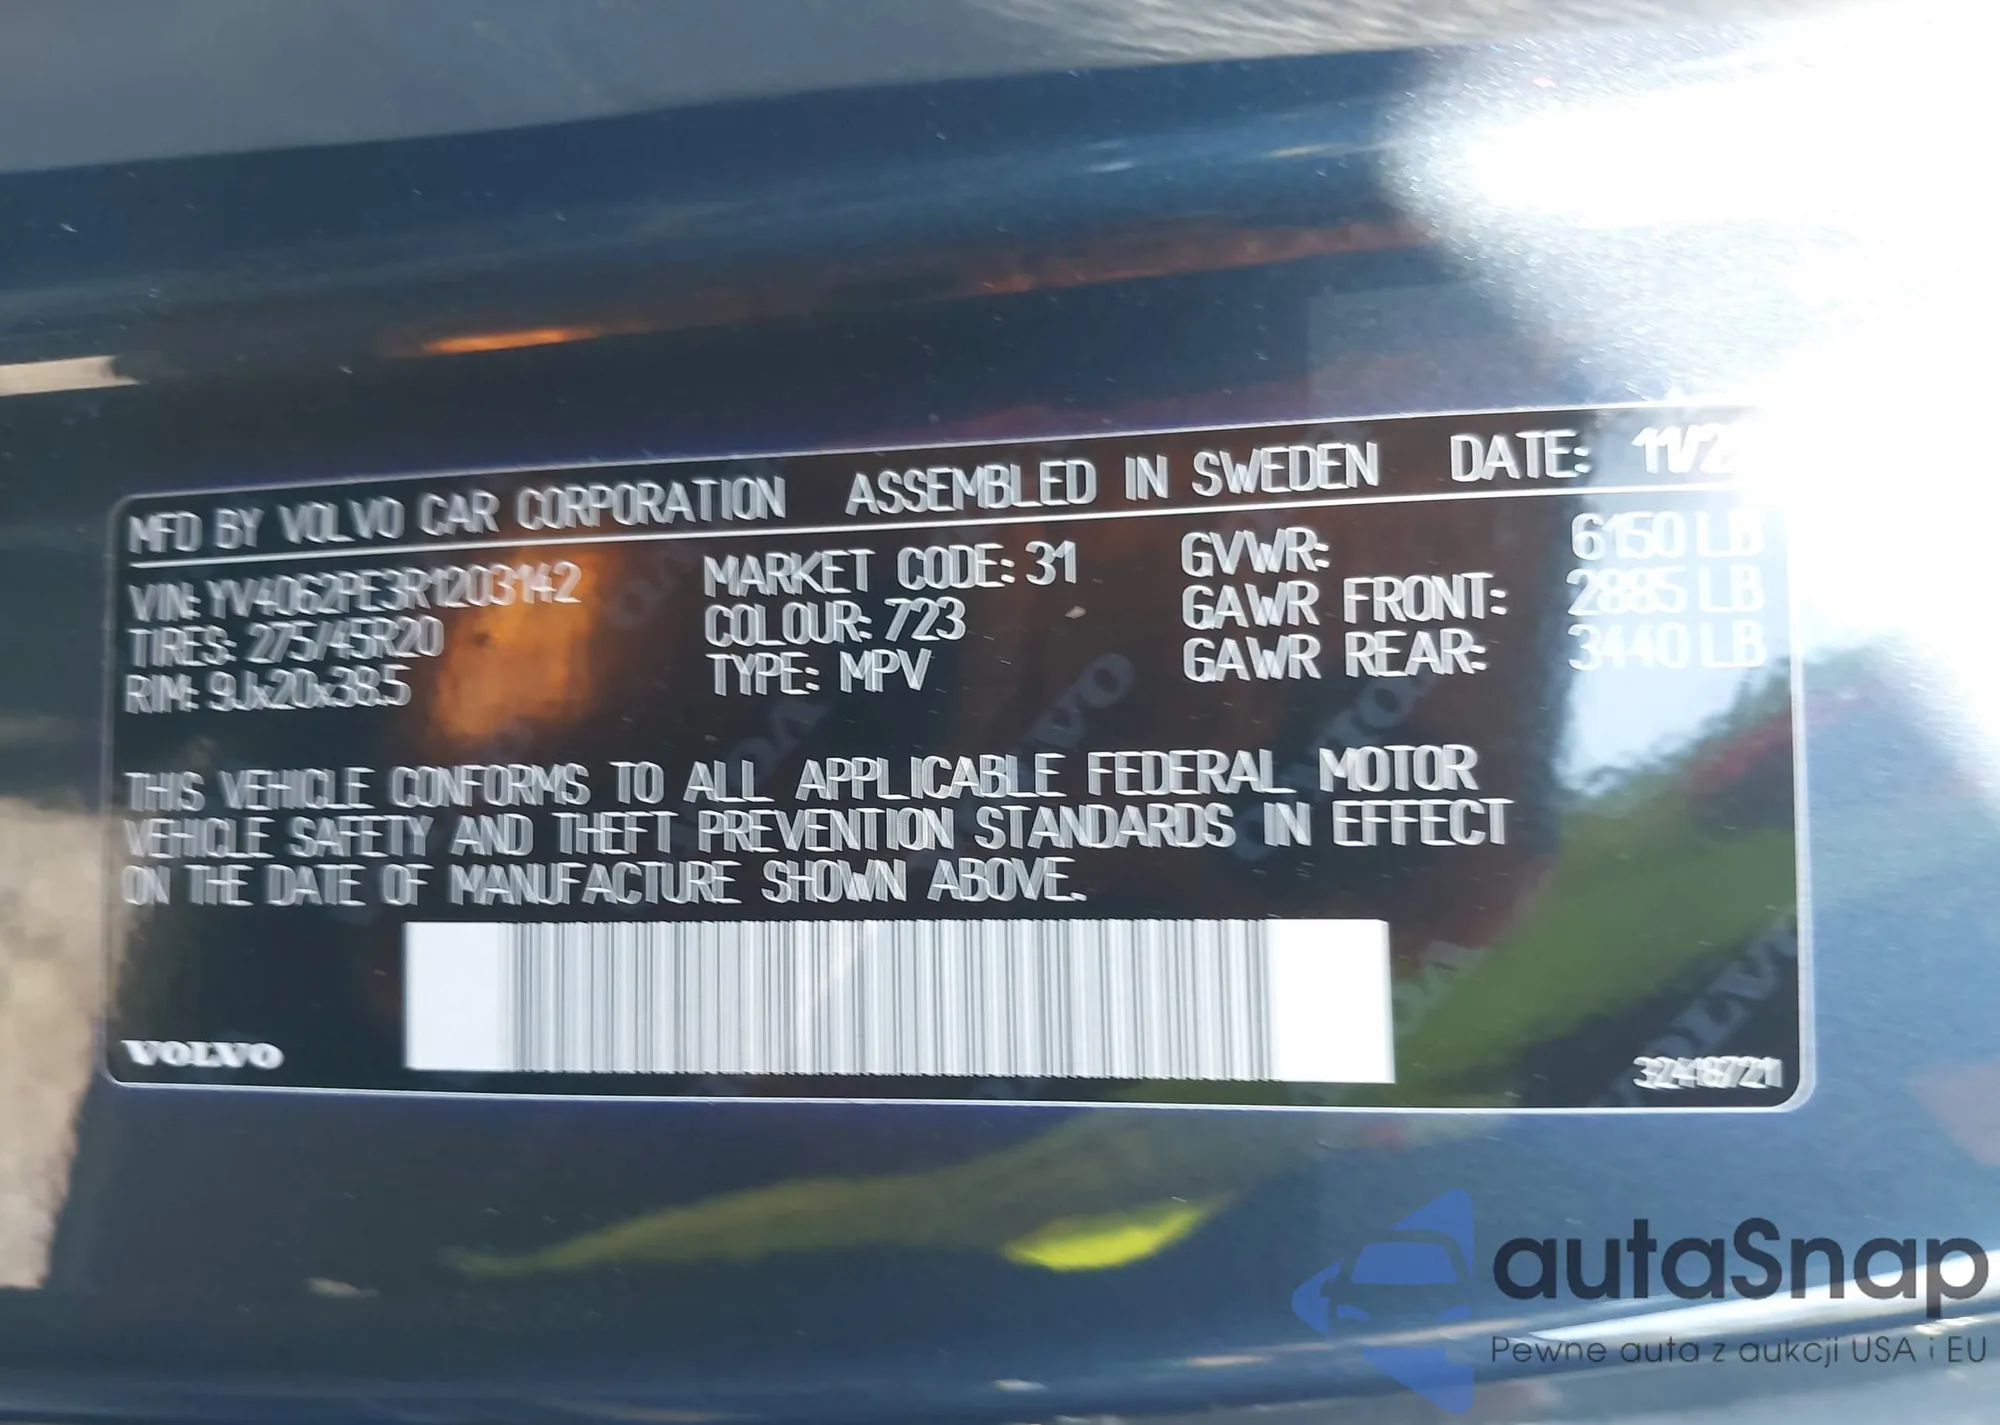 MFD BY VOLVO CAR CORPORATION ASSEMBLED IN SWEDEN DATE: 11/2
VIN: YV4062PE3R1203142 MARKET CODE: 31 GVWR: 6150 LB
TIRES: 275/45R20 COLOUR: 723 GAWR FRONT: 2885 LB
RIM: 9Jx20x38.5 TYPE: MPV GAWR REAR: 3440 LB
THIS VEHICLE CONFORMS TO ALL APPLICABLE FEDERAL MOTOR
VEHICLE SAFETY AND THEFT PREVENTION STANDARDS IN EFFECT
ON THE DATE OF MANUFACTURE SHOWN ABOVE.
VOLVO
32418721
autaSnap
Pewne auta z aukcji USA i EU